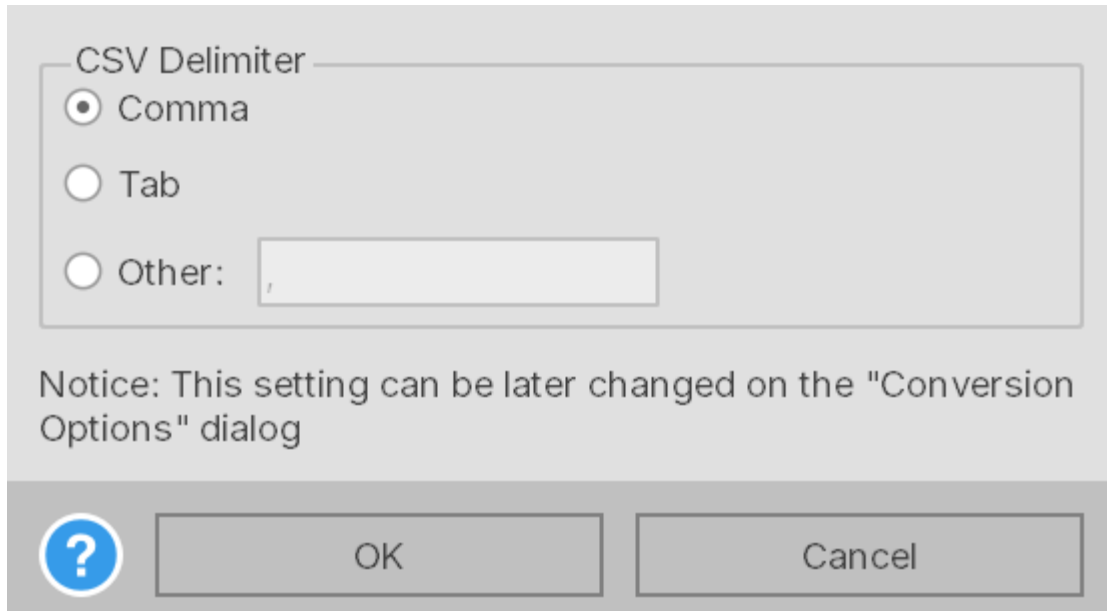 CSV Delimiter
Comma
Tab
Other: ,
Notice: This setting can be later changed on the "Conversion
Options" dialog
? OK Cancel